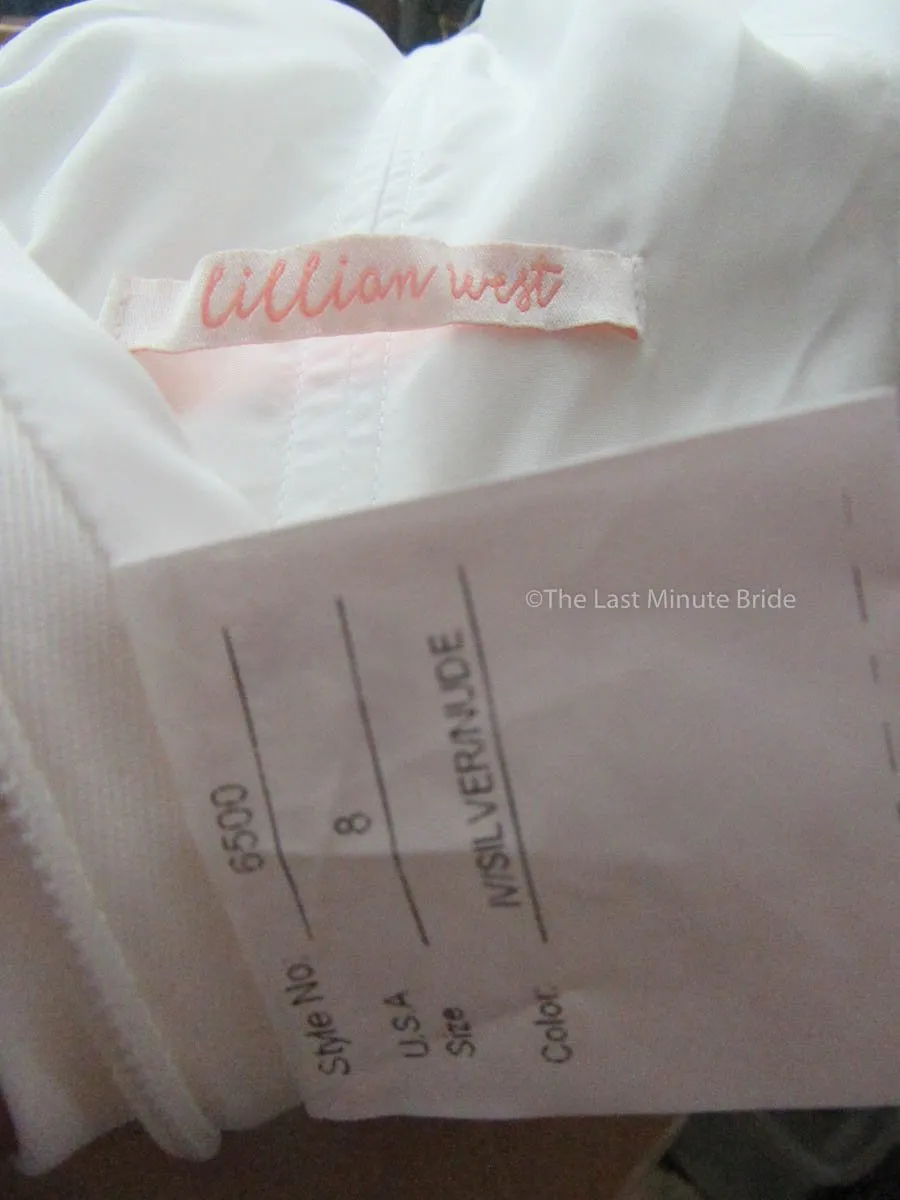 lillian west
©The Last Minute Bride
Style No. 6500
U.S.A
Size 8
Color: IV/SILVER/NUDE